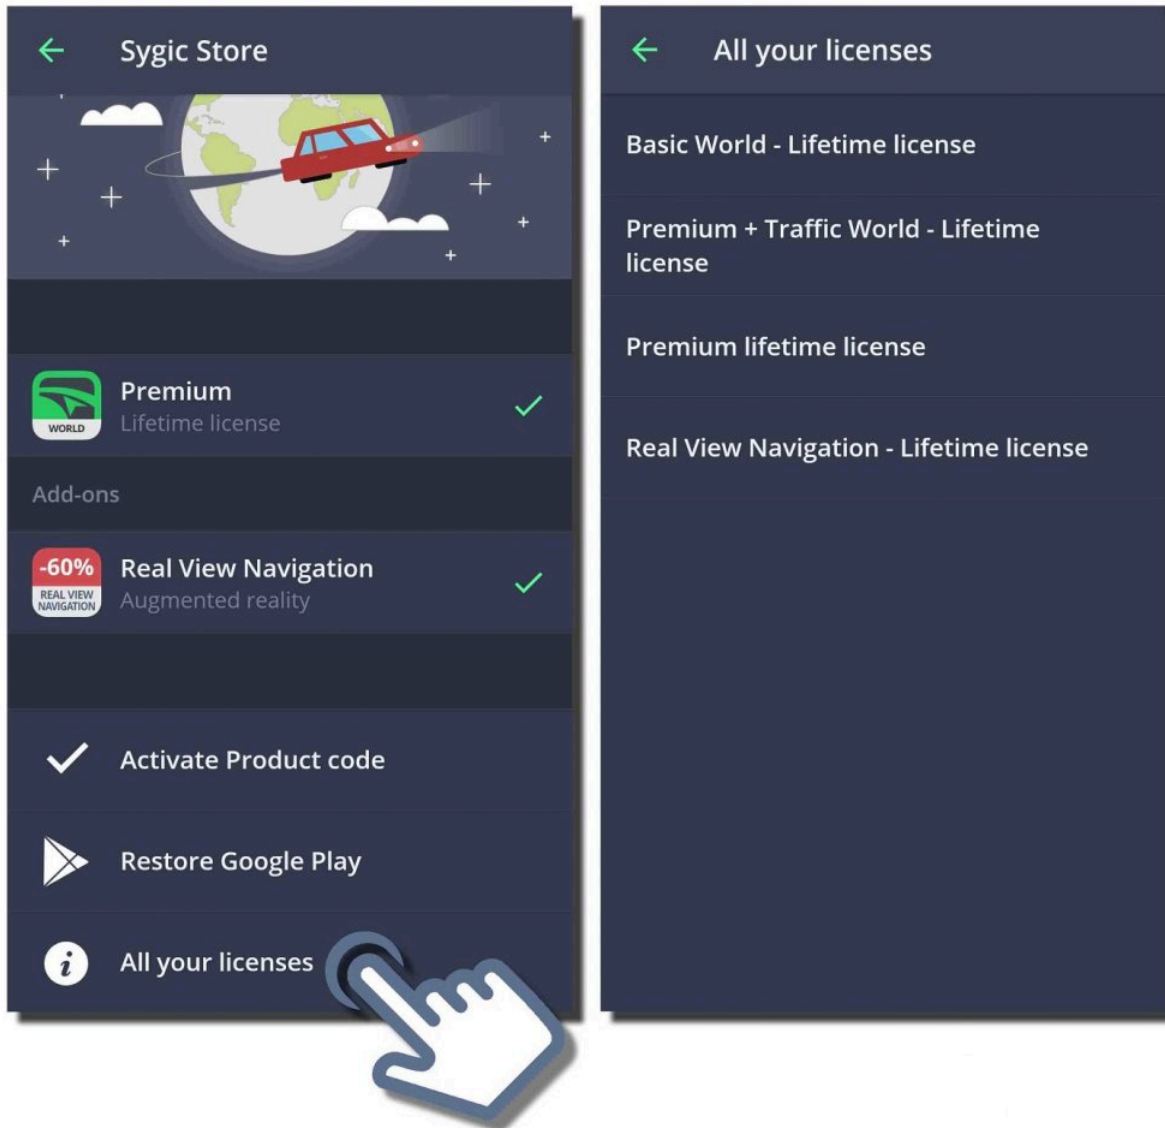 Sygic Store
WORLD
Premium
Lifetime license
Add-ons
-60%
REAL VIEW
NAVIGATION
Real View Navigation
Augmented reality
Activate Product code
Restore Google Play
i
All your licenses
All your licenses
Basic World - Lifetime license
Premium + Traffic World - Lifetime
license
Premium lifetime license
Real View Navigation - Lifetime license